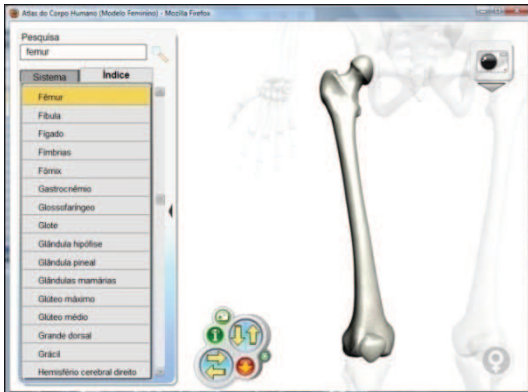 Atlas do Corpo Humano (Modelo Feminino) - Mozilla Firefox
Pesquisa
femur
Sistema
Índice
Fêmur
Fíbula
Fígado
Fímbrias
Fórnix
Gastrocnêmio
Glossofaríngeo
Glote
Glândula hipófise
Glândula pineal
Glândulas mamárias
Glúteo máximo
Glúteo médio
Grande dorsal
Grácil
Hemisfério cerebral direito